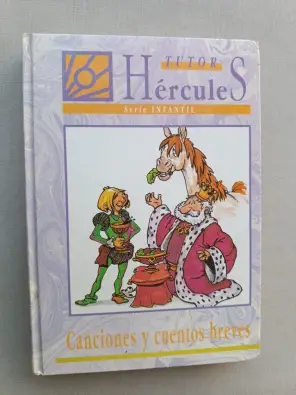 TUTOR
HérculeS
Serie INFANTIL
Canciones y cuentos breves